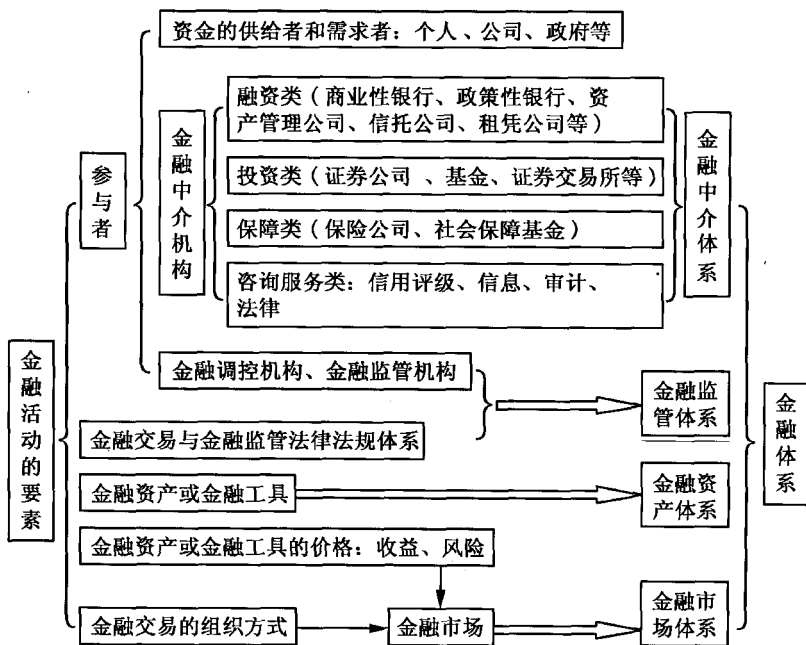 资金的供给者和需求者：个人、公司、政府等
融资类（商业性银行、政策性银行、资
产管理公司、信托公司、租凭公司等）
金融中介机构
投资类（证券公司 、基金、证券交易所等）
金融中介体系
参与者
保障类（保险公司、社会保障基金）
咨询服务类：信用评级、信息、审计、
法律
金融活动的要素
金融调控机构、金融监管机构
金融监
管体系
金融体系
金融交易与金融监管法律法规体系
金融资产或金融工具
金融资
产体系
金融资产或金融工具的价格：收益、风险
金融交易的组织方式
金融市场
金融市
场体系